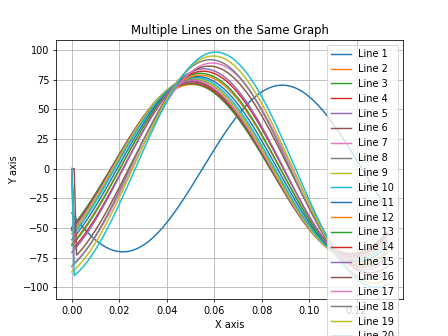 Multiple Lines on the Same Graph
Y axis
100
75
50
25
0
−25
−50
−75
−100
0.00
0.02
0.04
0.06
0.08
0.10
X axis
Line 1
Line 2
Line 3
Line 4
Line 5
Line 6
Line 7
Line 8
Line 9
Line 10
Line 11
Line 12
Line 13
Line 14
Line 15
Line 16
Line 17
Line 18
Line 19
Line 20